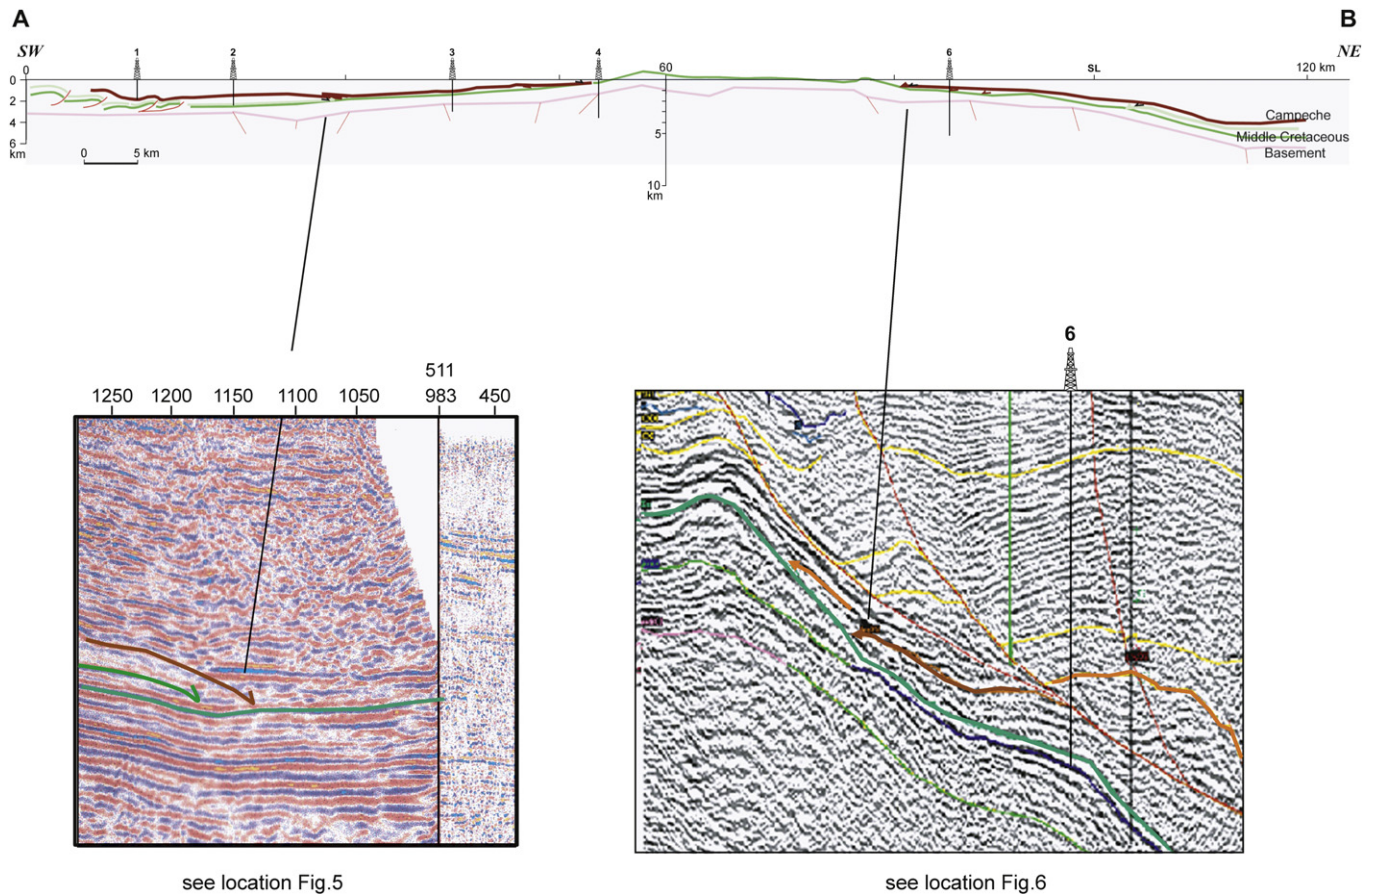 A B
SW NE
1 2 3 4 6
0 60 SL 120 km
0
2
4
6
km
0 5 km
5
10
km
Campeche
Middle Cretaceous
Basement
6
511
1250 1200 1150 1100 1050 983 450
see location Fig.5 see location Fig.6